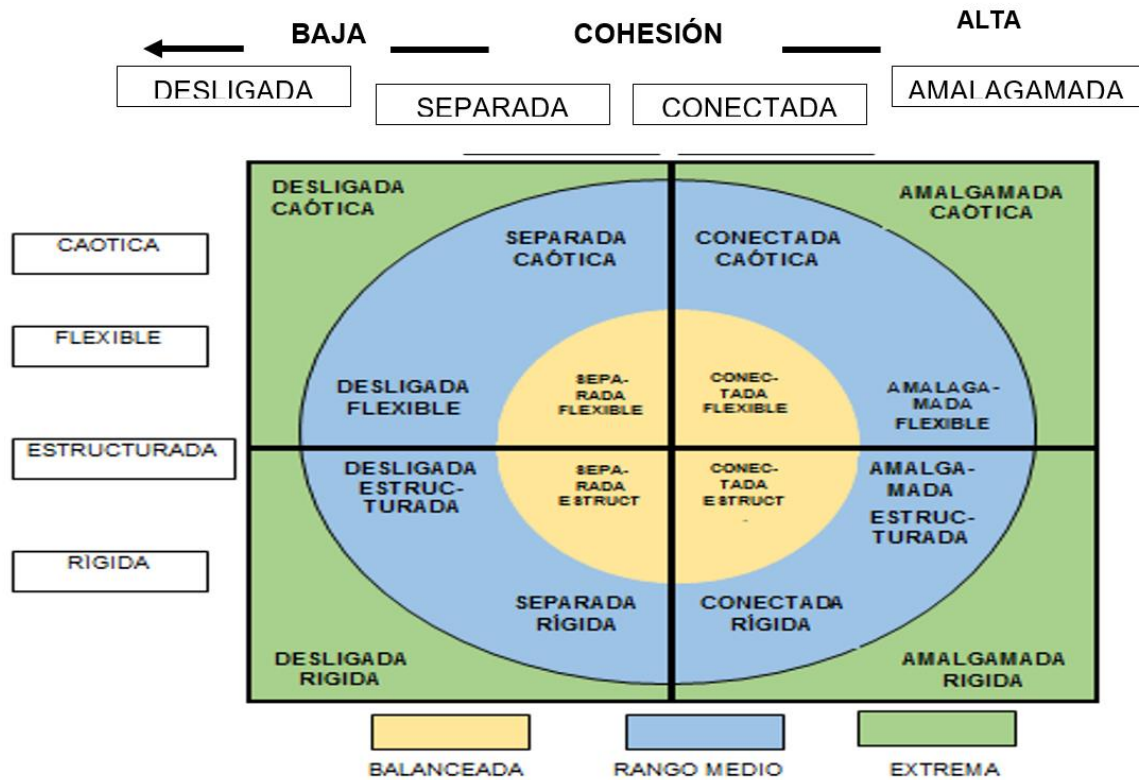 BAJA COHESIÓN ALTA
DESLIGADA SEPARADA CONECTADA AMALAGAMADA
DESLIGADA
CAÓTICA
AMALGAMADA
CAÓTICA
CAOTICA
SEPARADA
CAÓTICA
CONECTADA
CAÓTICA
FLEXIBLE
DESLIGADA
FLEXIBLE
SEPA-
RADA
FLEXIBLE
CONEC-
TADA
FLEXIBLE
AMALAGA-
MADA
FLEXIBLE
ESTRUCTURADA
DESLIGADA
ESTRUC-
TURADA
SEPA-
RADA
ESTRUCT
CONEC-
TADA
ESTRUCT
.
AMALGA-
MADA
ESTRUC-
TURADA
RÌGIDA
SEPARADA
RÍGIDA
CONECTADA
RÍGIDA
DESLIGADA
RIGIDA
AMALGAMADA
RIGIDA
BALANCEADA RANGO MEDIO EXTREMA